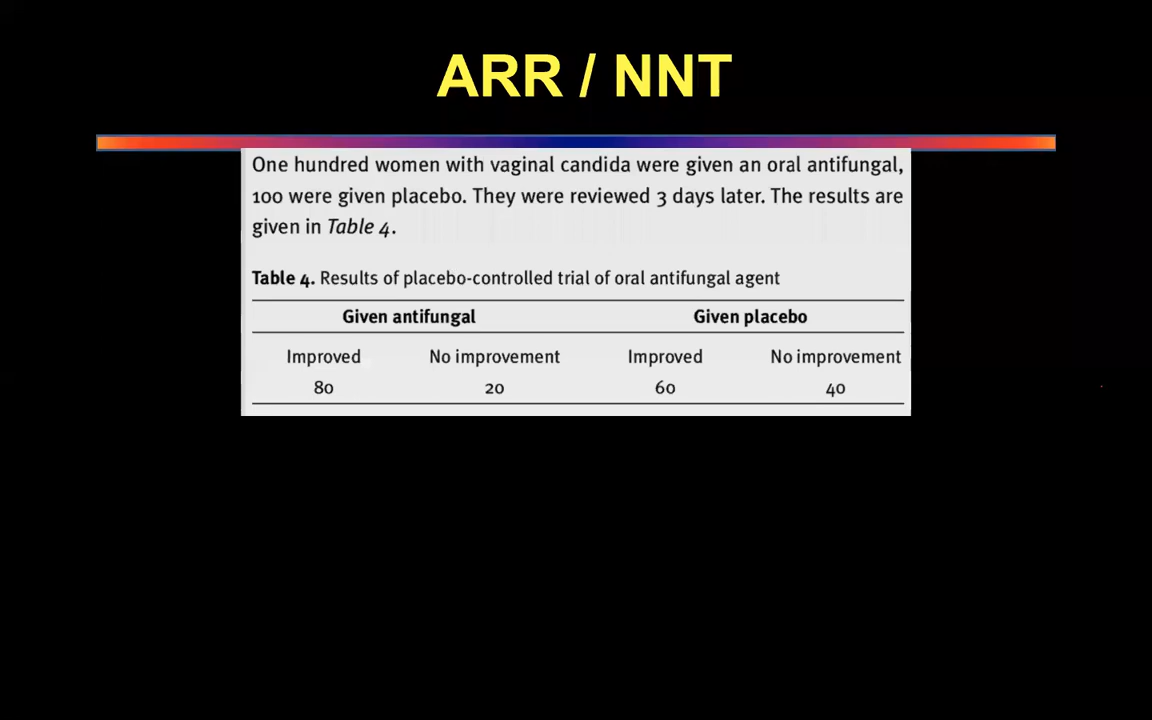 ARR / NNT
One hundred women with vaginal candida were given an oral antifungal,
100 were given placebo. They were reviewed 3 days later. The results are
given in Table 4.
Table 4. Results of placebo-controlled trial of oral antifungal agent
Given antifungal Given placebo
Improved No improvement Improved No improvement
80 20 60 40